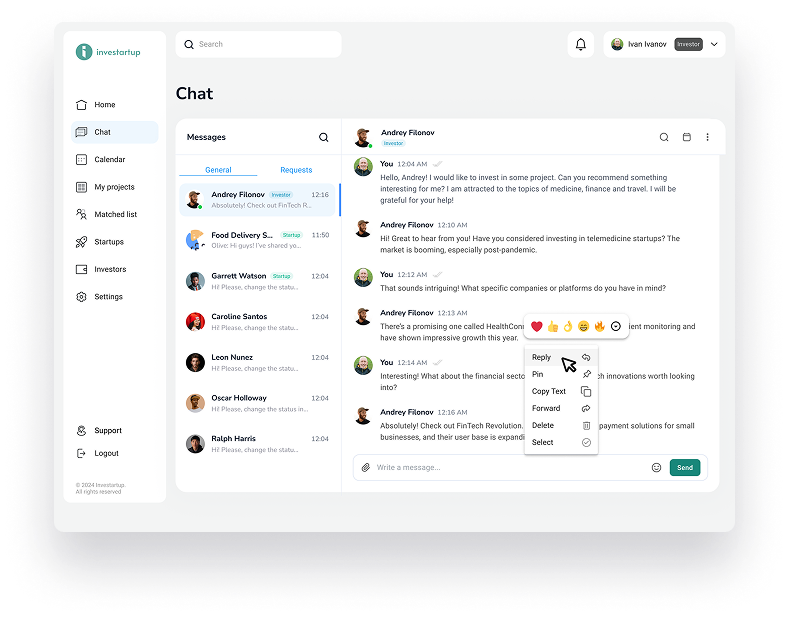 investartup
Search
Ivan Ivanov
Investor
Home
Chat
Calendar
My projects
Matched list
Startups
Investors
Settings
Support
Logout
© 2024 Investartup.
All rights reserved
Chat
Messages
General
Requests
Andrey Filonov Investor 12:16
Absolutely! Check out FinTech R...
Food Delivery S... Startup 11:50
Olive: Hi guys! I've shared yo...
Garrett Watson Startup 12:04
Hi! Please, change the statu...
Caroline Santos 12:04
Hi! Please, change the statu...
Leon Nunez 12:04
Hi! Please, change the statu...
Oscar Holloway 12:04
Hi! Please, change the status in...
Ralph Harris 12:04
Hi! Please, change the statu...
Andrey Filonov
Investor
You 12:04 AM
Hello, Andrey! I would like to invest in some project. Can you recommend something
interesting for me? I am attracted to the topics of medicine, finance and travel. I will be
grateful for your help!
Andrey Filonov 12:10 AM
Hi! Great to hear from you! Have you considered investing in telemedicine startups? The
market is booming, especially post-pandemic.
You 12:12 AM
That sounds intriguing! What specific companies or platforms do you have in mind?
Andrey Filonov 12:13 AM
There's a promising one called HealthCon ient monitoring and
have shown impressive growth this year.
You 12:14 AM
Interesting! What about the financial secto ch innovations worth looking
into?
Andrey Filonov 12:16 AM
Absolutely! Check out FinTech Revolution. payment solutions for small
businesses, and their user base is expandi
Reply
Pin
Copy Text
Forward
Delete
Select
Write a message...
Send